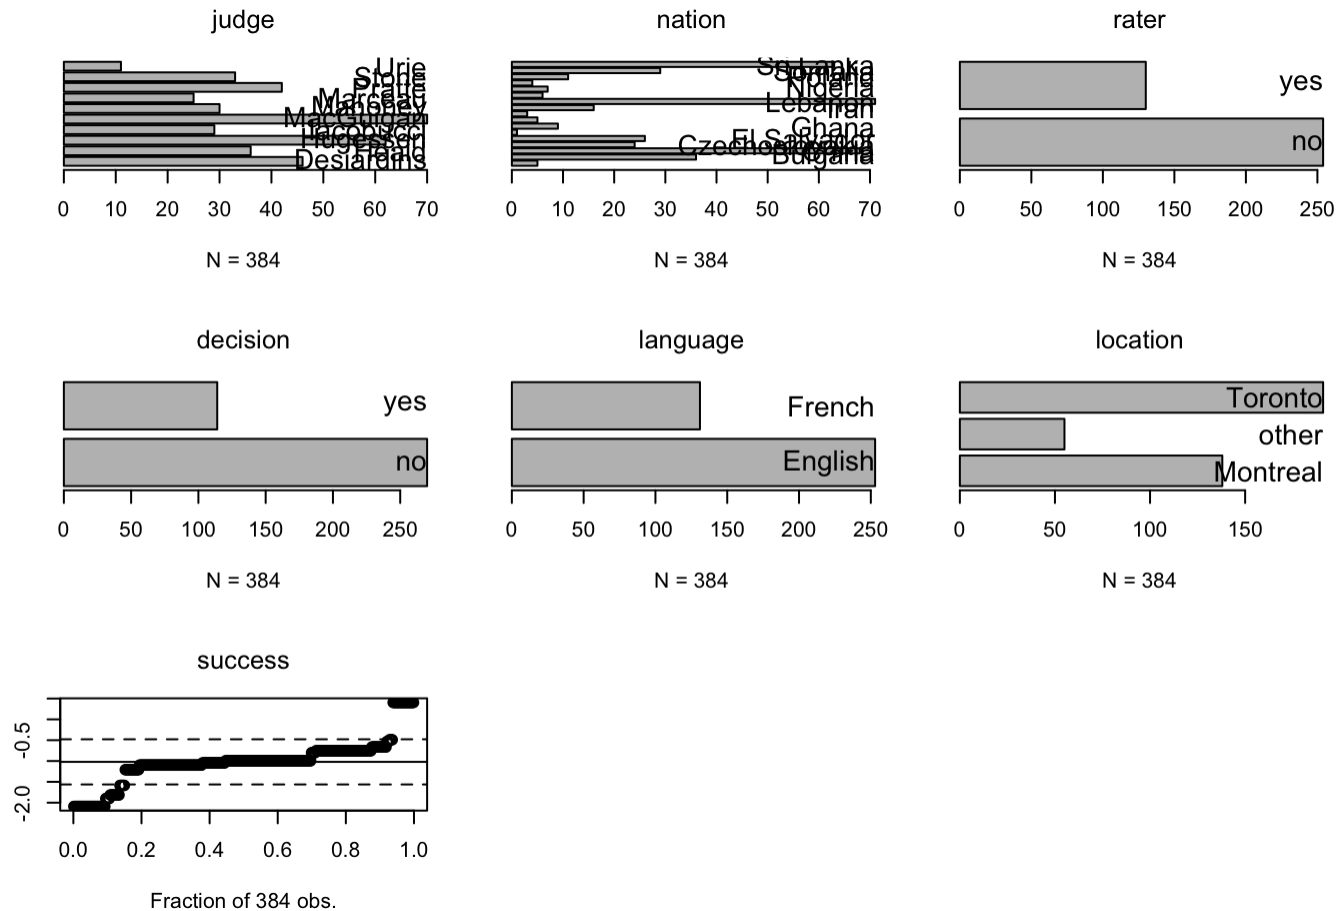 judge
Urie
Stone
Pratte
Marceau
Mahoney
MacGuigan
Iacobucci
Hugessen
Heald
Desjardins
0 10 20 30 40 50 60 70
N = 384
nation
Sri.Lanka
Somalia
Poland
Nigeria
Lebanon
Iran
Ghana
El.Salvador
Czechoslovakia
China
Bulgaria
0 10 20 30 40 50 60 70
N = 384
rater
yes
no
0 50 100 150 200 250
N = 384
decision
yes
no
0 50 100 150 200 250
N = 384
language
French
English
0 50 100 150 200 250
N = 384
location
Toronto
other
Montreal
0 50 100 150
N = 384
success
-0.5
-2.0
0.0 0.2 0.4 0.6 0.8 1.0
Fraction of 384 obs.